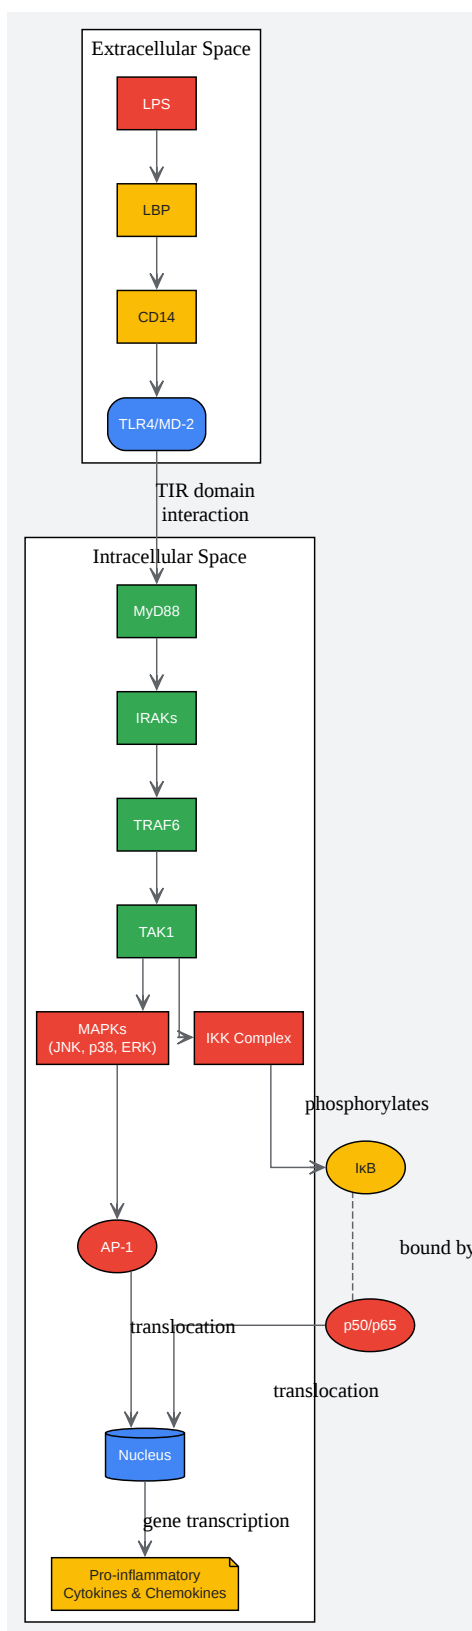 Extracellular Space
LPS
LBP
CD14
TLR4/MD-2
TIR domain
interaction
Intracellular Space
MyD88
IRAKs
TRAF6
TAK1
MAPKs
(JNK, p38, ERK)
IKK Complex
phosphorylates
IκB
AP-1
bound by
p50/p65
translocation
translocation
Nucleus
gene transcription
Pro-inflammatory
Cytokines & Chemokines